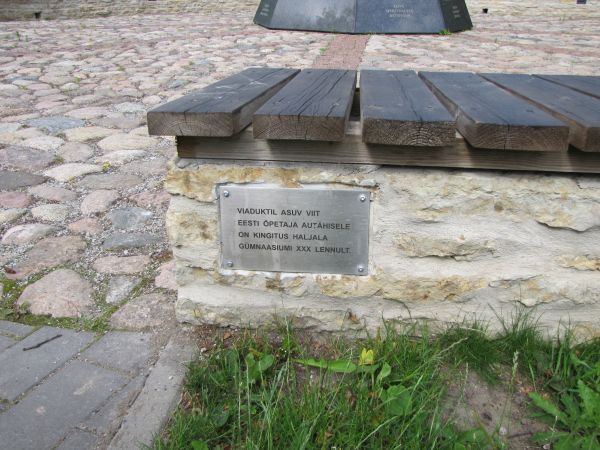 VIADUKTIL ASUV VIIT
EESTI ÕPETAJA AUTÄHISELE
ON KINGITUS HALJALA
GÜMNAASIUMI XXX LENNULT.